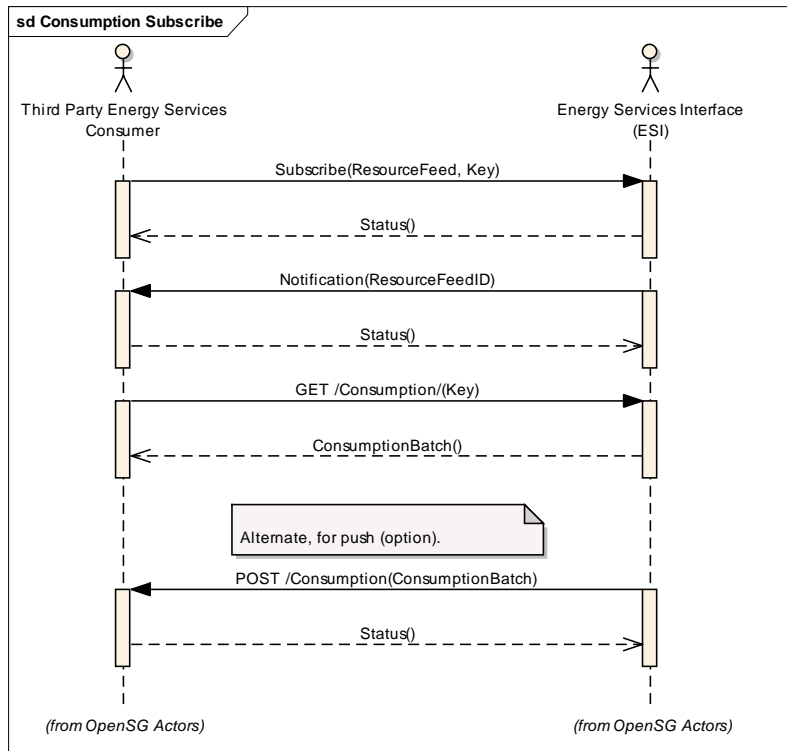 sd Consumption Subscribe
Third Party Energy Services
Consumer
Energy Services Interface
(ESI)
Subscribe(ResourceFeed, Key)
Status()
Notification(ResourceFeedID)
Status()
GET /Consumption/(Key)
ConsumptionBatch()
Alternate, for push (option).
POST /Consumption(ConsumptionBatch)
Status()
(from OpenSG Actors)
(from OpenSG Actors)